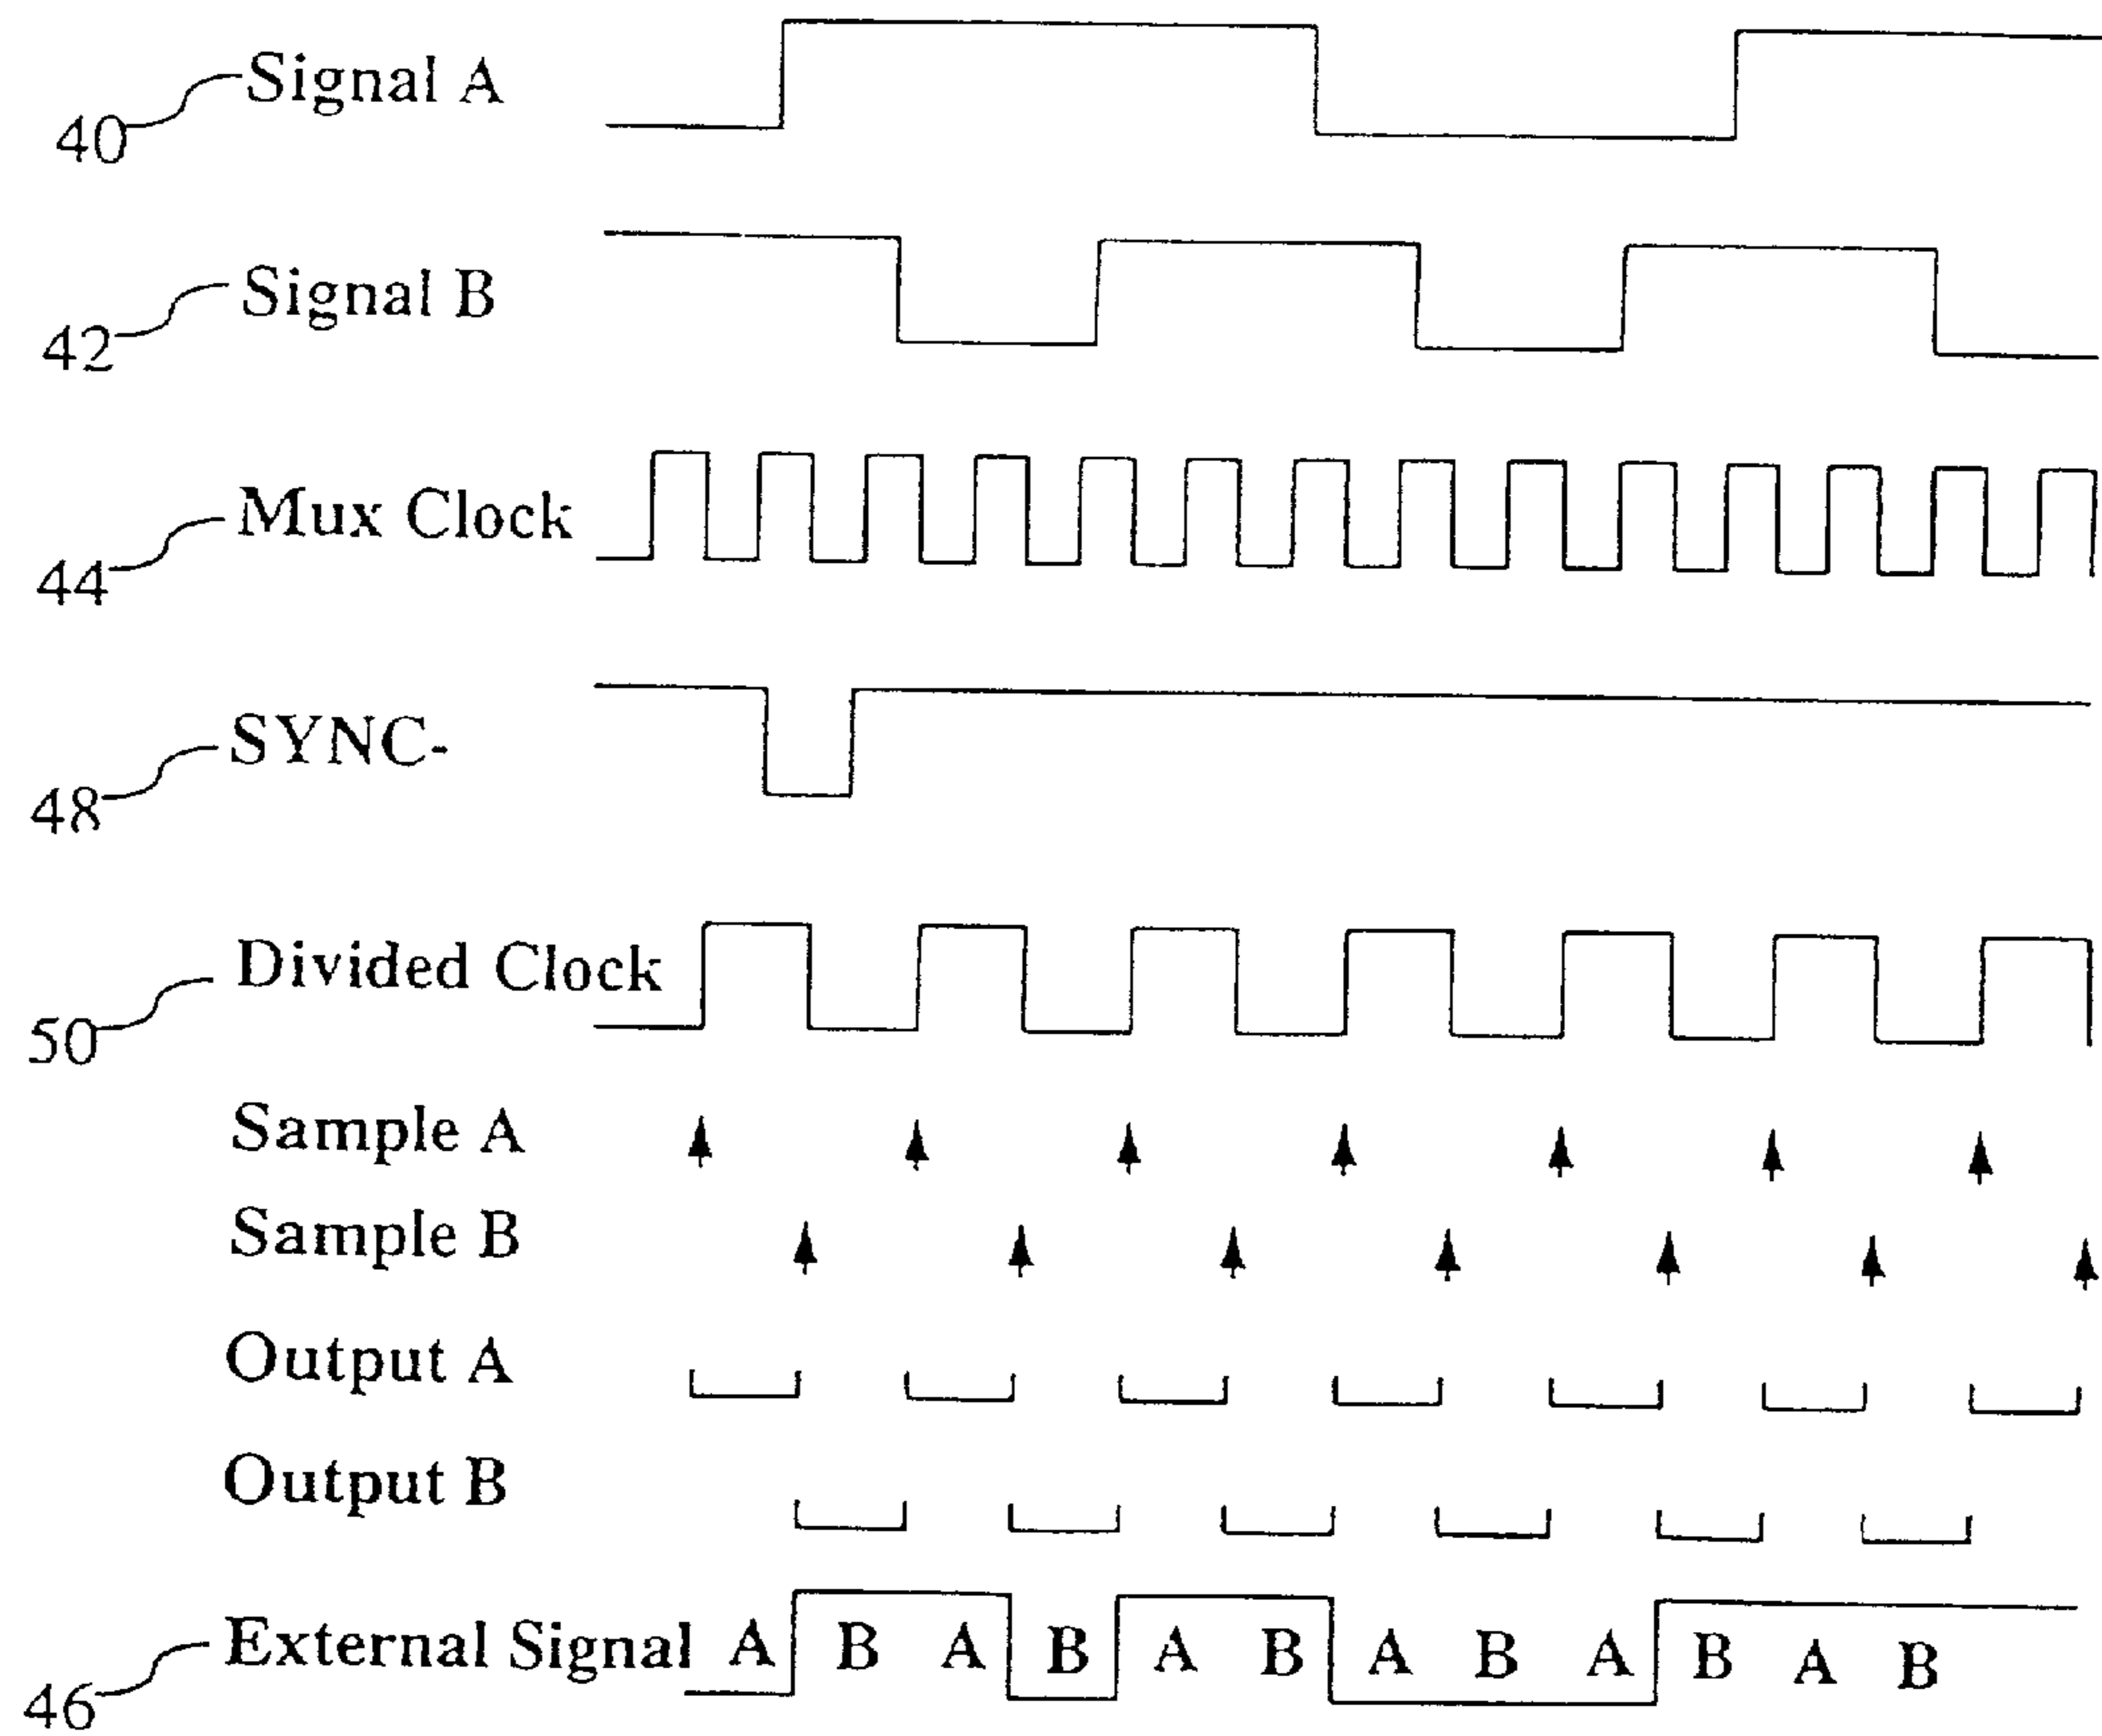 Signal A
40
Signal B
42
Mux Clock
44
SYNC-
48
Divided Clock
50
Sample A
Sample B
Output A
Output B
External Signal A B A B A B A B A B A B
46